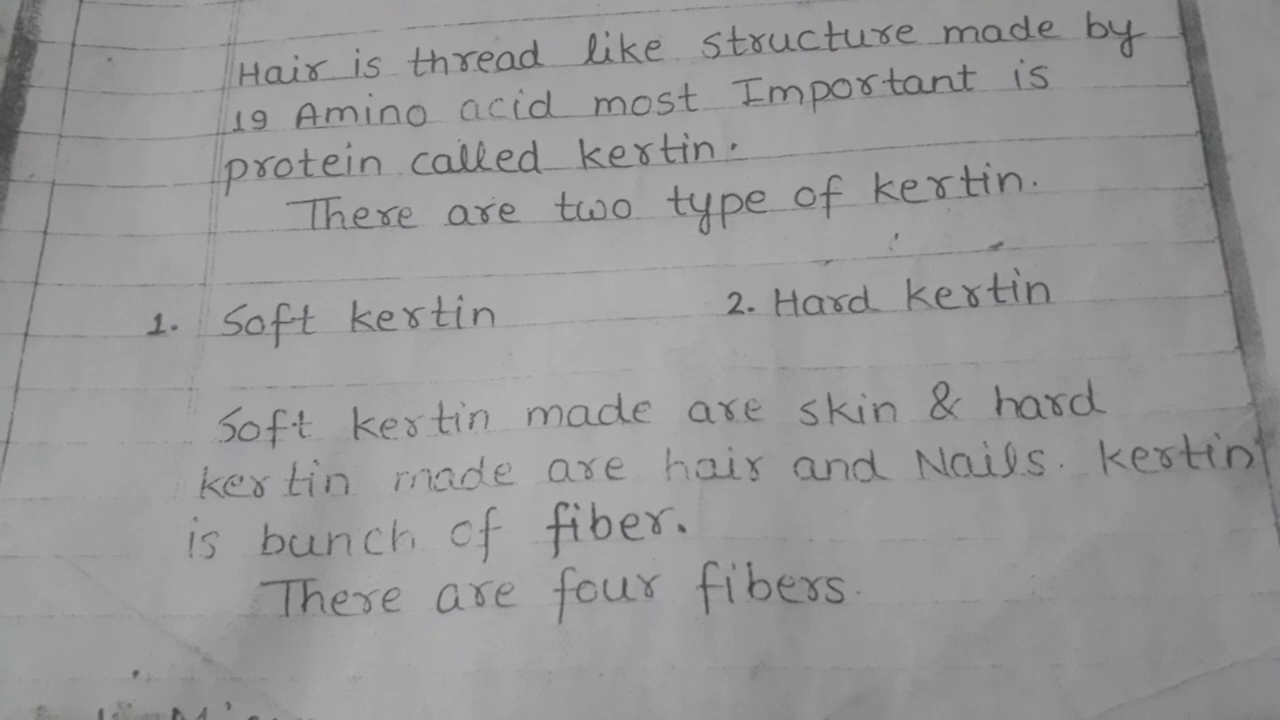 Hair is thread like structure made by
19 Amino acid most Important is
protein called kertin.
There are two type of kertin.
1. Soft kertin 2. Hard kertin
Soft kertin made are skin & hard
kertin made are hair and Nails. kertin
is bunch of fiber.
There are four fibers.